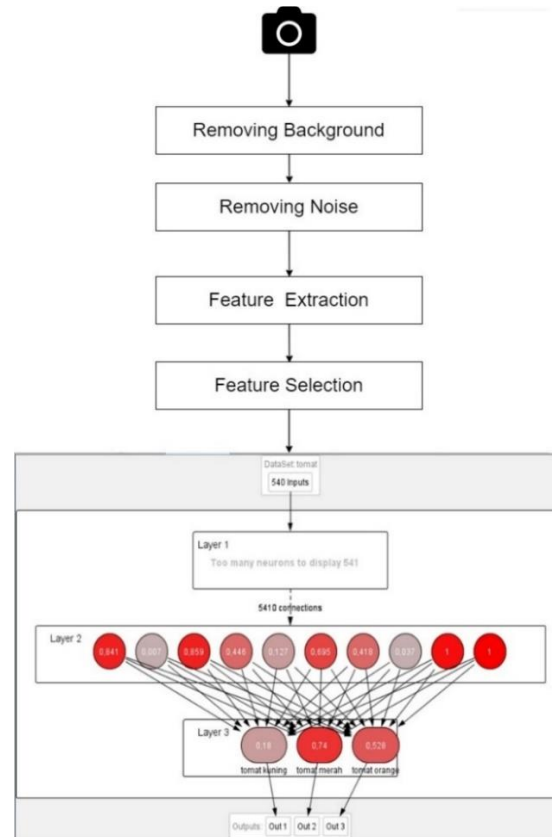 Removing Background
Removing Noise
Feature Extraction
Feature Selection
DataSet: tomat
540 Inputs
Layer 1
Too many neurons to display 541
5410 connections
Layer 2
0,841 0,007 0,859 0,446 0,127 0,695 0,418 0,037 1 1
Layer 3
0,18 0,74 0,528
tomat kuning tomat merah tomat orange
Outputs: Out 1 Out 2 Out 3